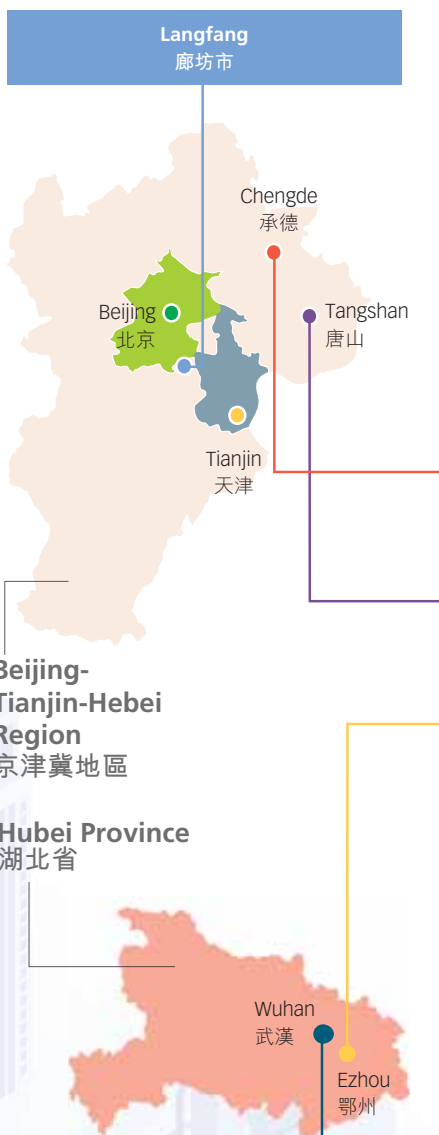 Langfang
廊坊市
Chengde
承德
Beijing
北京
Tangshan
唐山
Tianjin
天津
Beijing-
Tianjin-Hebei
Region
京津冀地區
Hubei Province
湖北省
Wuhan
武漢
Ezhou
鄂州